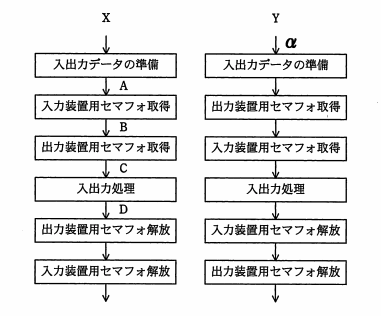 X
入出力データの準備
A
入力装置用セマフォ取得
B
出力装置用セマフォ取得
C
入出力処理
D
出力装置用セマフォ解放
入力装置用セマフォ解放
Y
α
入出力データの準備
出力装置用セマフォ取得
入力装置用セマフォ取得
入出力処理
入力装置用セマフォ解放
出力装置用セマフォ解放